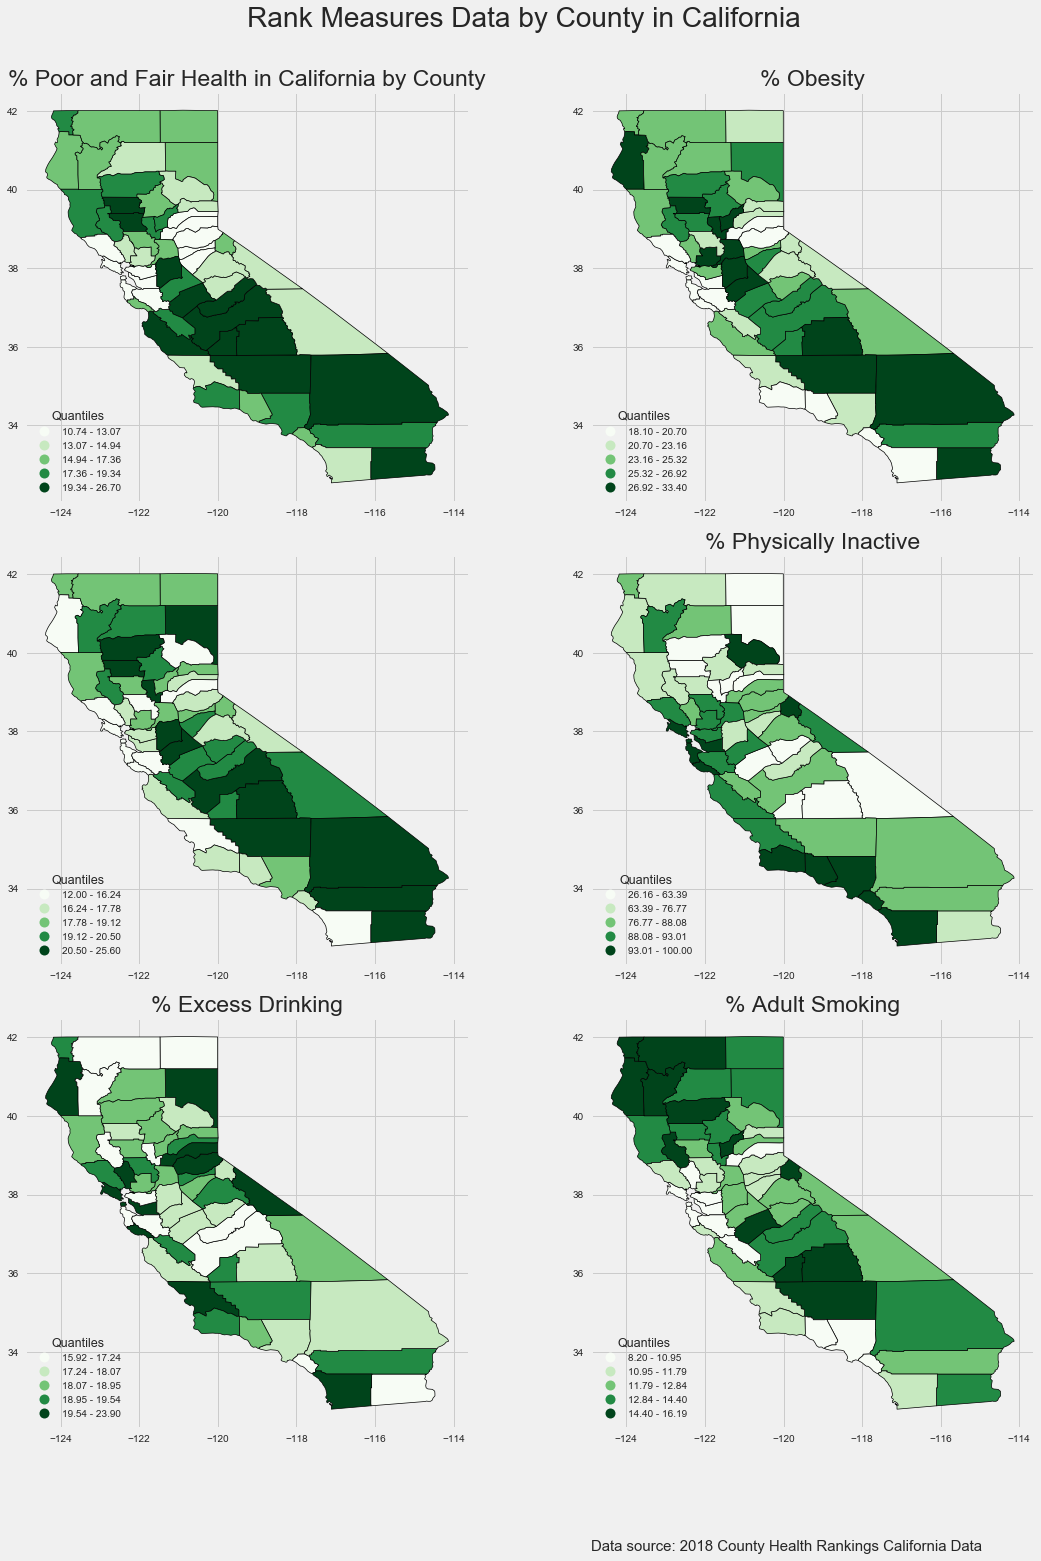 Rank Measures Data by County in California
% Poor and Fair Health in California by County
42
40
38
36
34
Quantiles
10.74 - 13.07
13.07 - 14.94
14.94 - 17.36
17.36 - 19.34
19.34 - 26.70
−124 −122 −120 −118 −116 −114
% Obesity
42
40
38
36
34
Quantiles
18.10 - 20.70
20.70 - 23.16
23.16 - 25.32
25.32 - 26.92
26.92 - 33.40
−124 −122 −120 −118 −116 −114
42
40
38
36
34
Quantiles
12.00 - 16.24
16.24 - 17.78
17.78 - 19.12
19.12 - 20.50
20.50 - 25.60
−124 −122 −120 −118 −116 −114
% Physically Inactive
42
40
38
36
34
Quantiles
26.16 - 63.39
63.39 - 76.77
76.77 - 88.08
88.08 - 93.01
93.01 - 100.00
−124 −122 −120 −118 −116 −114
% Excess Drinking
42
40
38
36
34
Quantiles
15.92 - 17.24
17.24 - 18.07
18.07 - 18.95
18.95 - 19.54
19.54 - 23.90
−124 −122 −120 −118 −116 −114
% Adult Smoking
42
40
38
36
34
Quantiles
8.20 - 10.95
10.95 - 11.79
11.79 - 12.84
12.84 - 14.40
14.40 - 16.19
−124 −122 −120 −118 −116 −114
Data source: 2018 County Health Rankings California Data